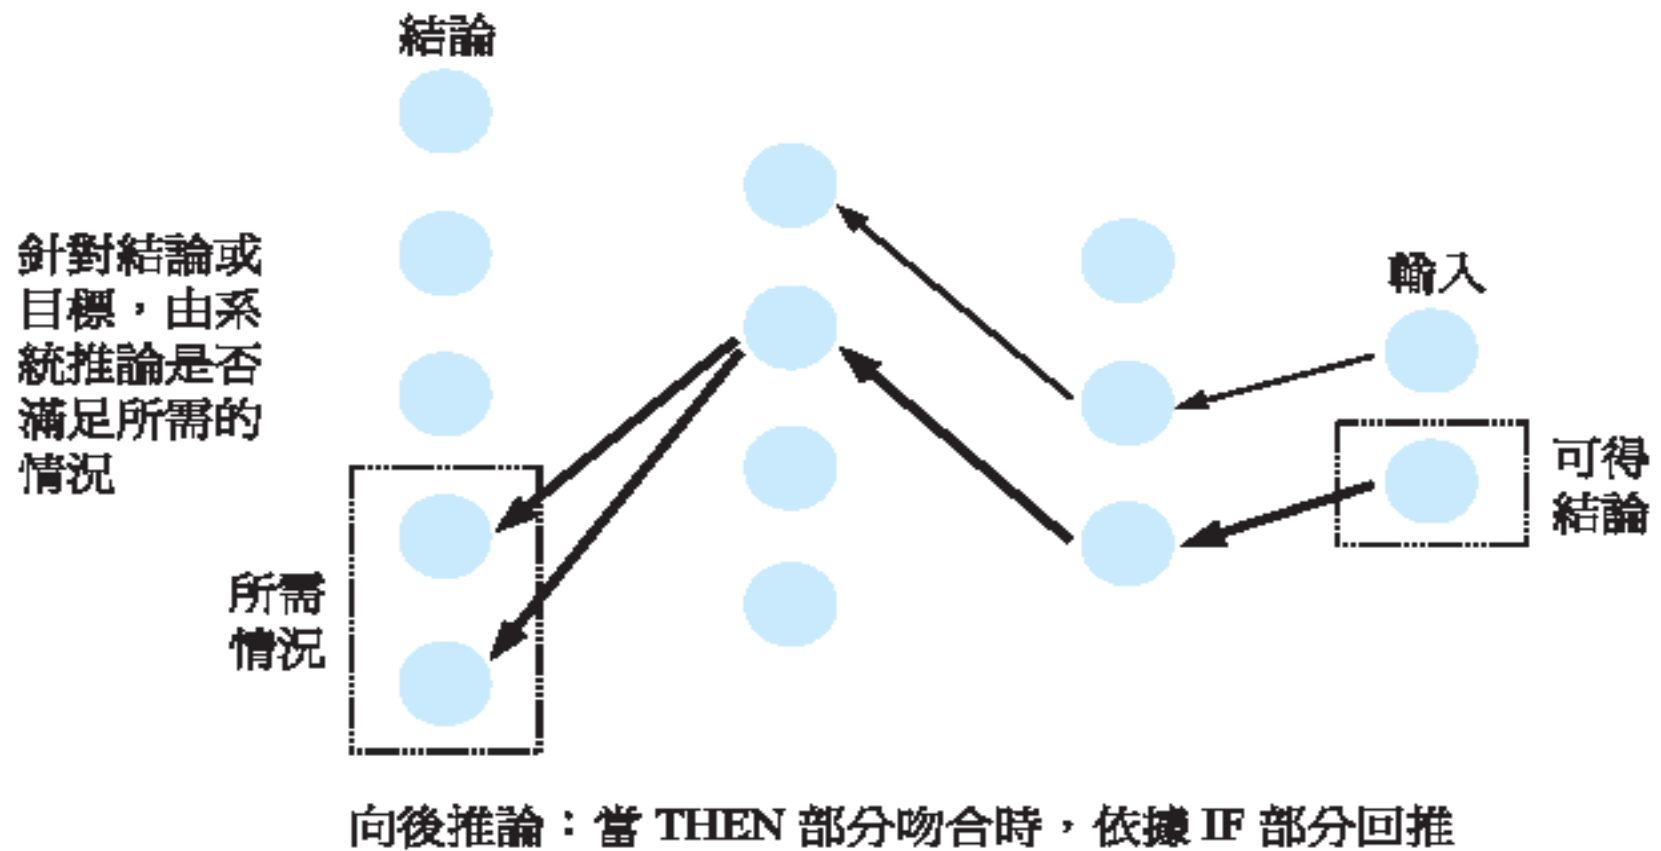 結論
針對結論或
目標，由系
統推論是否
滿足所需的
情況
輸入
可得
結論
所需
情況
向後推論：當 THEN 部分吻合時，依據 IF 部分回推